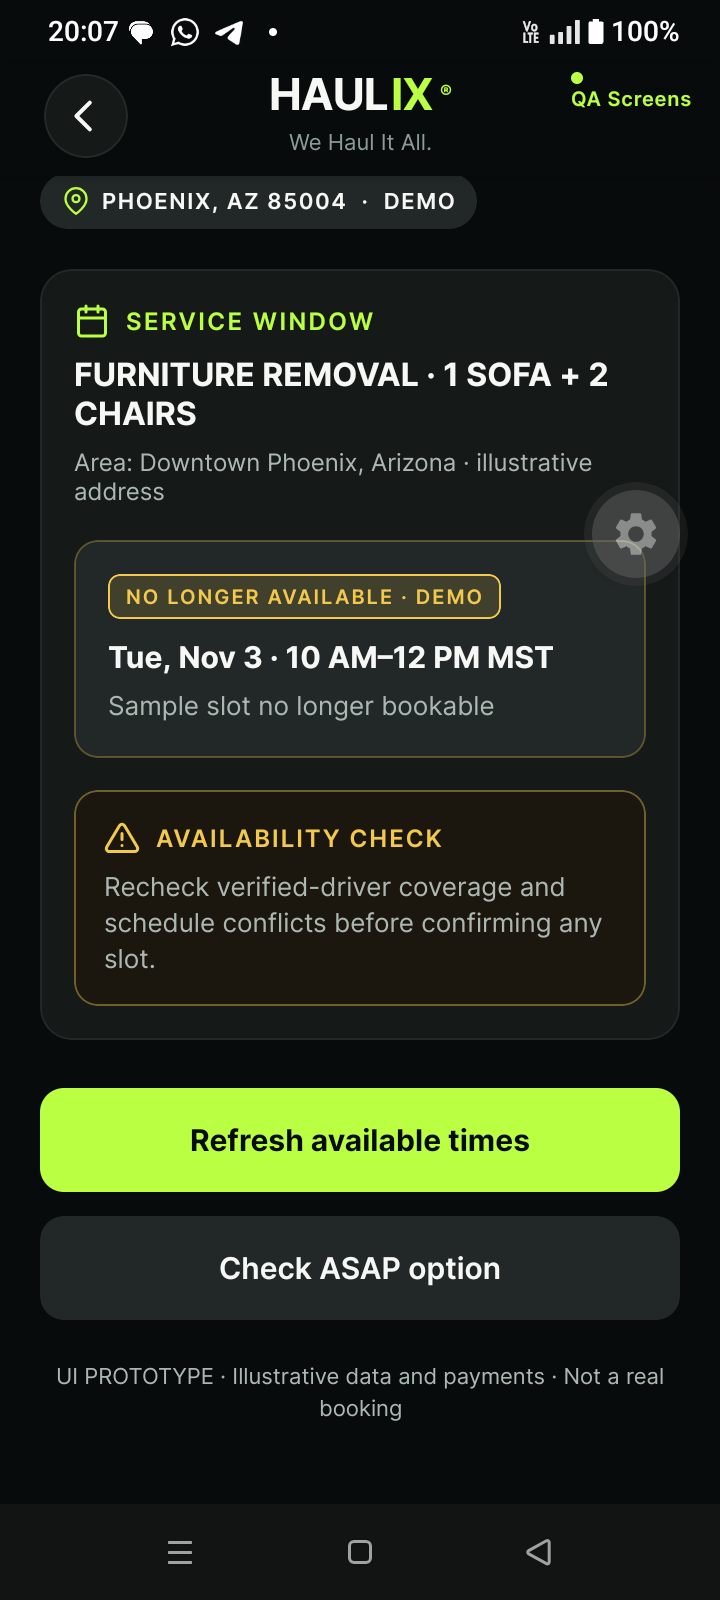 20:07
Vo LTE
100%
HAULIX ®
QA Screens
We Haul It All.
PHOENIX, AZ 85004 · DEMO
SERVICE WINDOW
FURNITURE REMOVAL · 1 SOFA + 2
CHAIRS
Area: Downtown Phoenix, Arizona · illustrative
address
NO LONGER AVAILABLE · DEMO
Tue, Nov 3 · 10 AM–12 PM MST
Sample slot no longer bookable
AVAILABILITY CHECK
Recheck verified-driver coverage and
schedule conflicts before confirming any
slot.
Refresh available times
Check ASAP option
UI PROTOTYPE · Illustrative data and payments · Not a real
booking